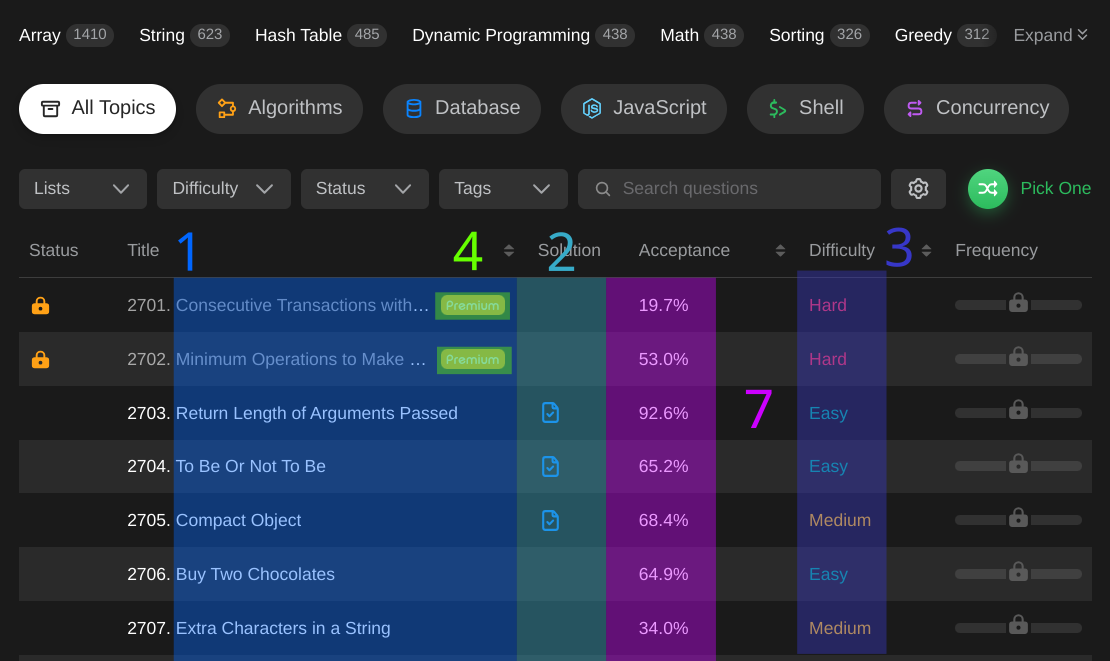 Array 1410 String 623 Hash Table 485 Dynamic Programming 438 Math 438 Sorting 326 Greedy 312 Expand
All Topics Algorithms Database JavaScript Shell Concurrency
Lists Difficulty Status Tags Search questions Pick One
Status Title 1 4 Solution 2 Acceptance Difficulty 3 Frequency
2701. Consecutive Transactions with... Premium 19.7% Hard
2702. Minimum Operations to Make ... Premium 53.0% Hard
2703. Return Length of Arguments Passed 92.6% 7 Easy
2704. To Be Or Not To Be 65.2% Easy
2705. Compact Object 68.4% Medium
2706. Buy Two Chocolates 64.9% Easy
2707. Extra Characters in a String 34.0% Medium